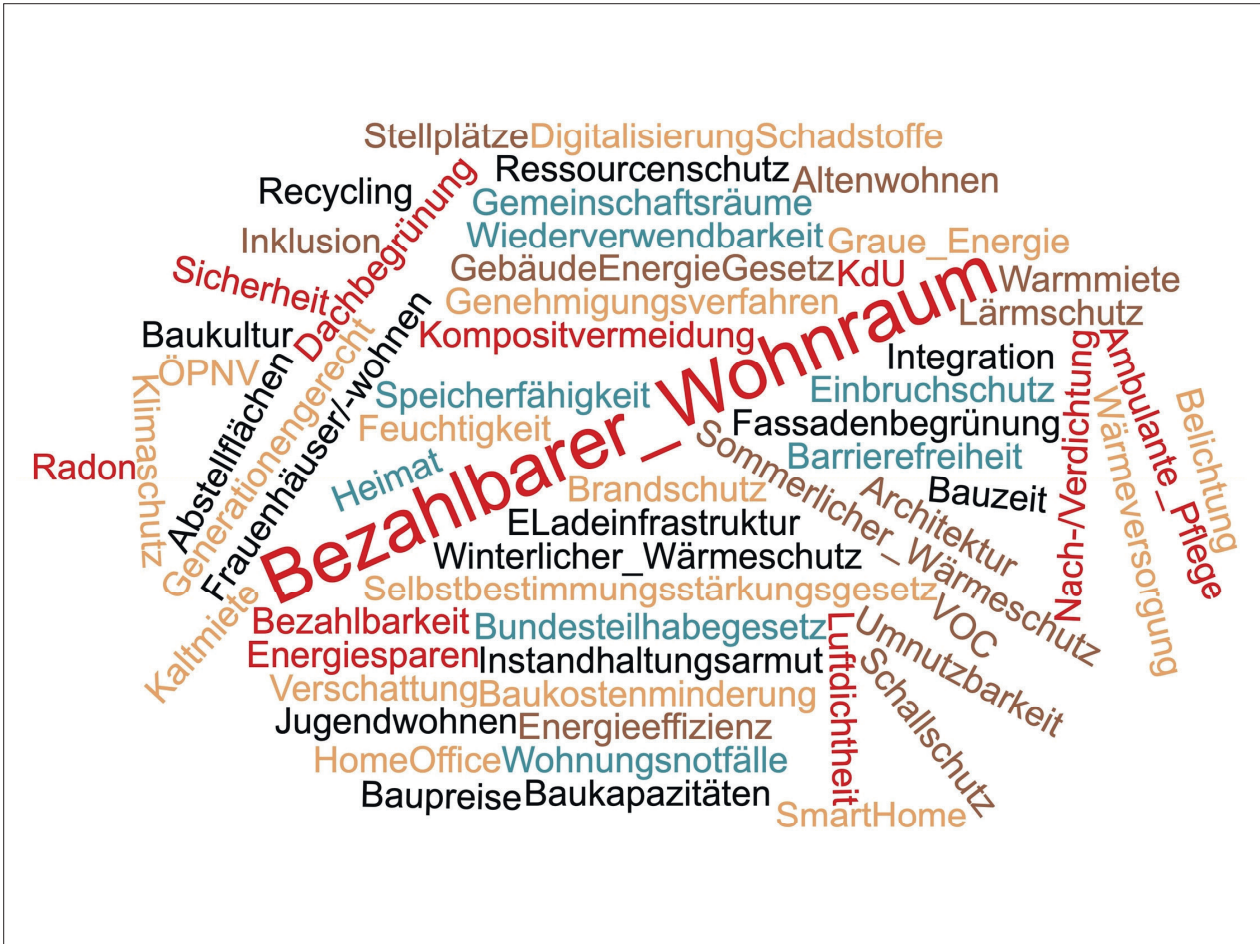 Stellplätze Digitalisierung Schadstoffe
Ressourcenschutz
Altenwohnen
Recycling
Gemeinschaftsräume
Inklusion
Wiederverwendbarkeit
Graue_Energie
Dachbegrünung
Sicherheit
GebäudeEnergieGesetz
KdU
Warmmiete
Genehmigungsverfahren
Lärmschutz
Baukultur
Kompositvermeidung
Bezahlbarer_Wohnraum
Integration
ÖPNV
Speicherfähigkeit
Einbruchschutz
Klimaschutz
Abstellflächen
Generationengerecht
Frauenhäuser/-wohnen
Feuchtigkeit
Fassadenbegrünung
Nach-/Verdichtung
Ambulante_Pflege
Wärmeversorgung
Belichtung
Radon
Heimat
Barrierefreiheit
Brandschutz
Sommerlicher_Wärmeschutz
Architektur
Bauzeit
ELadeinfrastruktur
Winterlicher_Wärmeschutz
Selbstbestimmungsstärkungsgesetz
VOC
Kaltmiete
Bezahlbarkeit
Bundesteilhabegesetz
Luftdichtheit
Umnutzbarkeit
Energiesparen
Instandhaltungsarmut
Schallschutz
Verschattung
Baukostenminderung
Jugendwohnen
Energieeffizienz
HomeOffice
Wohnungsnotfälle
Baupreise
Baukapazitäten
SmartHome